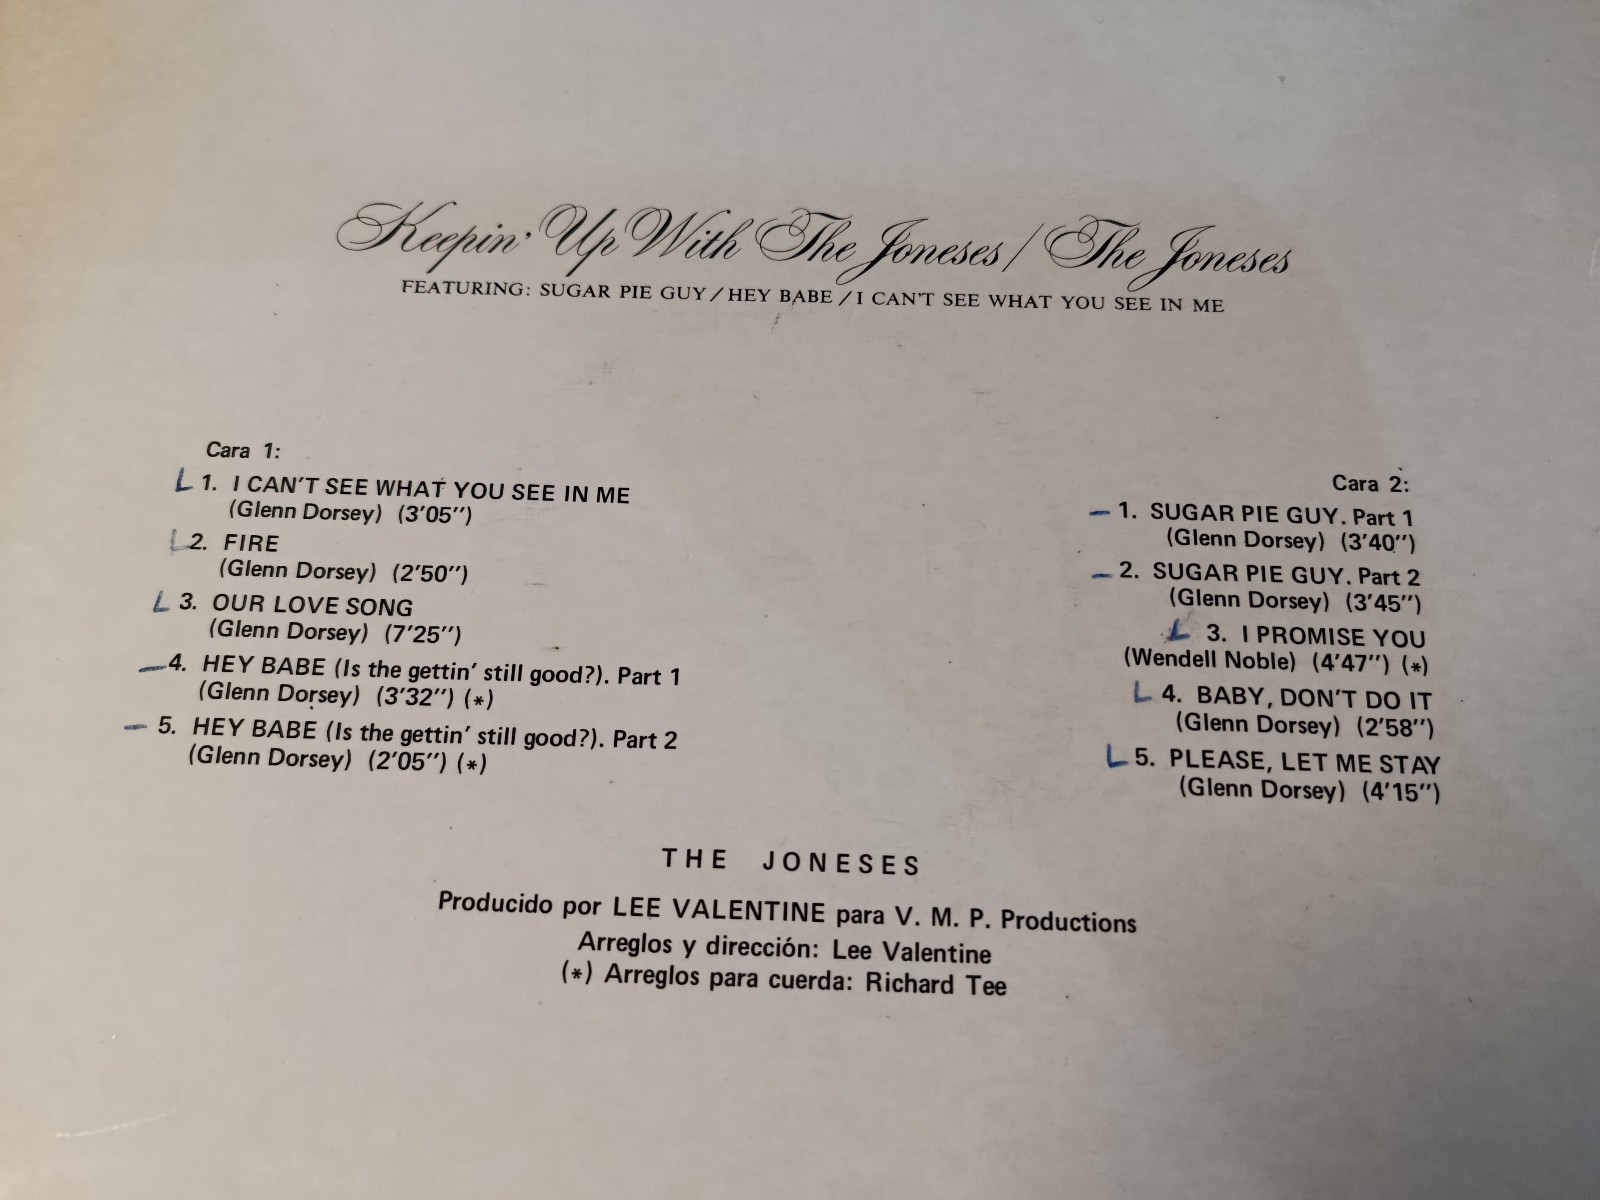 Keepin' Up With The Joneses / The Joneses
FEATURING: SUGAR PIE GUY / HEY BABE / I CAN'T SEE WHAT YOU SEE IN ME
Cara 1:
L 1. I CAN'T SEE WHAT YOU SEE IN ME
(Glenn Dorsey) (3'05'')
L 2. FIRE
(Glenn Dorsey) (2'50'')
L 3. OUR LOVE SONG
(Glenn Dorsey) (7'25'')
– 4. HEY BABE (Is the gettin' still good?). Part 1
(Glenn Dorsey) (3'32'') (*)
– 5. HEY BABE (Is the gettin' still good?). Part 2
(Glenn Dorsey) (2'05'') (*)
Cara 2:
– 1. SUGAR PIE GUY. Part 1
(Glenn Dorsey) (3'40'')
– 2. SUGAR PIE GUY. Part 2
(Glenn Dorsey) (3'45'')
L 3. I PROMISE YOU
(Wendell Noble) (4'47'') (*)
L 4. BABY, DON'T DO IT
(Glenn Dorsey) (2'58'')
L 5. PLEASE, LET ME STAY
(Glenn Dorsey) (4'15'')
THE JONESES
Producido por LEE VALENTINE para V. M. P. Productions
Arreglos y dirección: Lee Valentine
(*) Arreglos para cuerda: Richard Tee